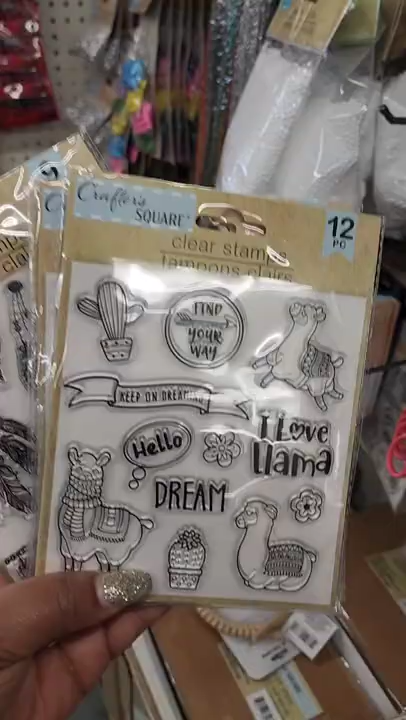 Crafter's
SQUARE
12
PC
clear stamps
tampons clairs
FIND
YOUR
WAY
KEEP ON DREAMING
Hello
I Love
Llama
DREAM